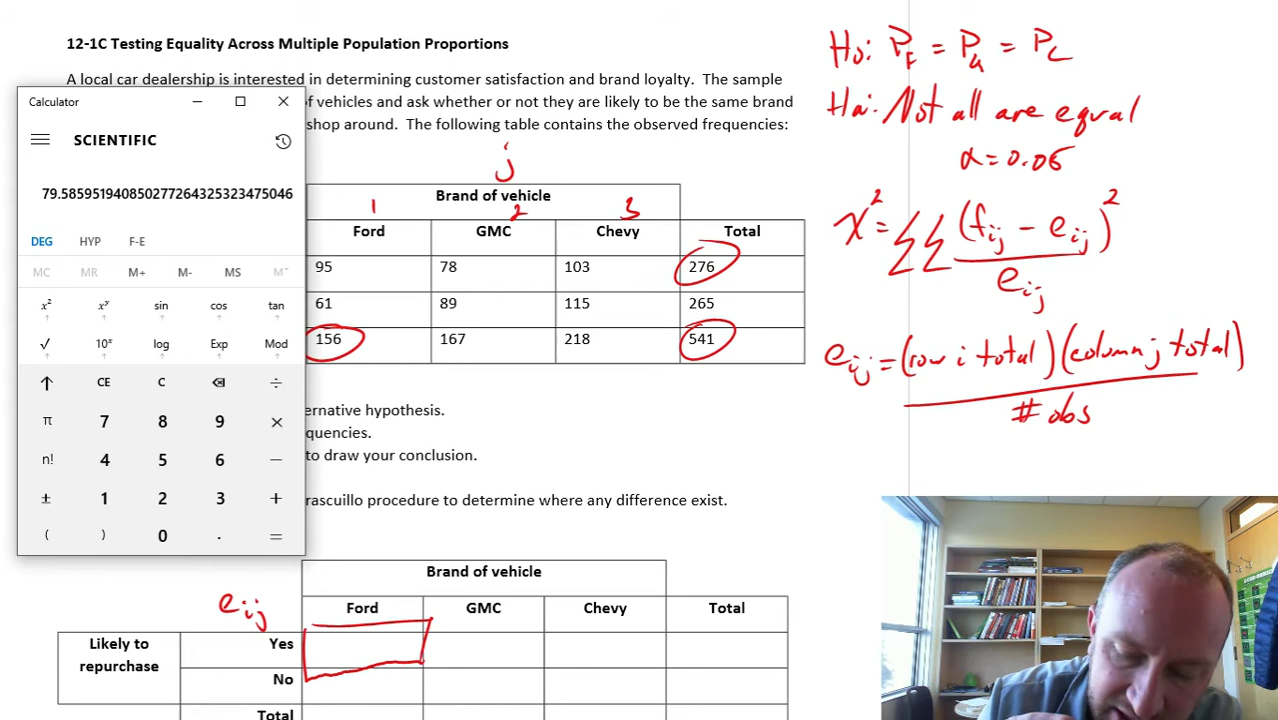 12-1C Testing Equality Across Multiple Population Proportions
A local car dealership is interested in determining customer satisfaction and brand loyalty. The sample
of vehicles and ask whether or not they are likely to be the same brand
shop around. The following table contains the observed frequencies:
j
Brand of vehicle
1 2 3
Ford GMC Chevy Total
95 78 103 276
61 89 115 265
156 167 218 541
ernative hypothesis.
quencies.
to draw your conclusion.
rascuillo procedure to determine where any difference exist.
eij
Brand of vehicle
Ford GMC Chevy Total
Likely to repurchase Yes
No
Total
Calculator
SCIENTIFIC
79.585951940850277264325323475046
DEG HYP F-E
MC MR M+ M- MS M˅
x² xʸ sin cos tan
√ 10ˣ log Exp Mod
↑ CE C ⌫ ÷
π 7 8 9 ×
n! 4 5 6 −
± 1 2 3 +
( ) 0 . =
Ho: PF = PG = PC
Ha: Not all are equal
α = 0.05
χ² = ΣΣ (fij - eij)²
eij
eij = (row i total)(column j total)
# obs